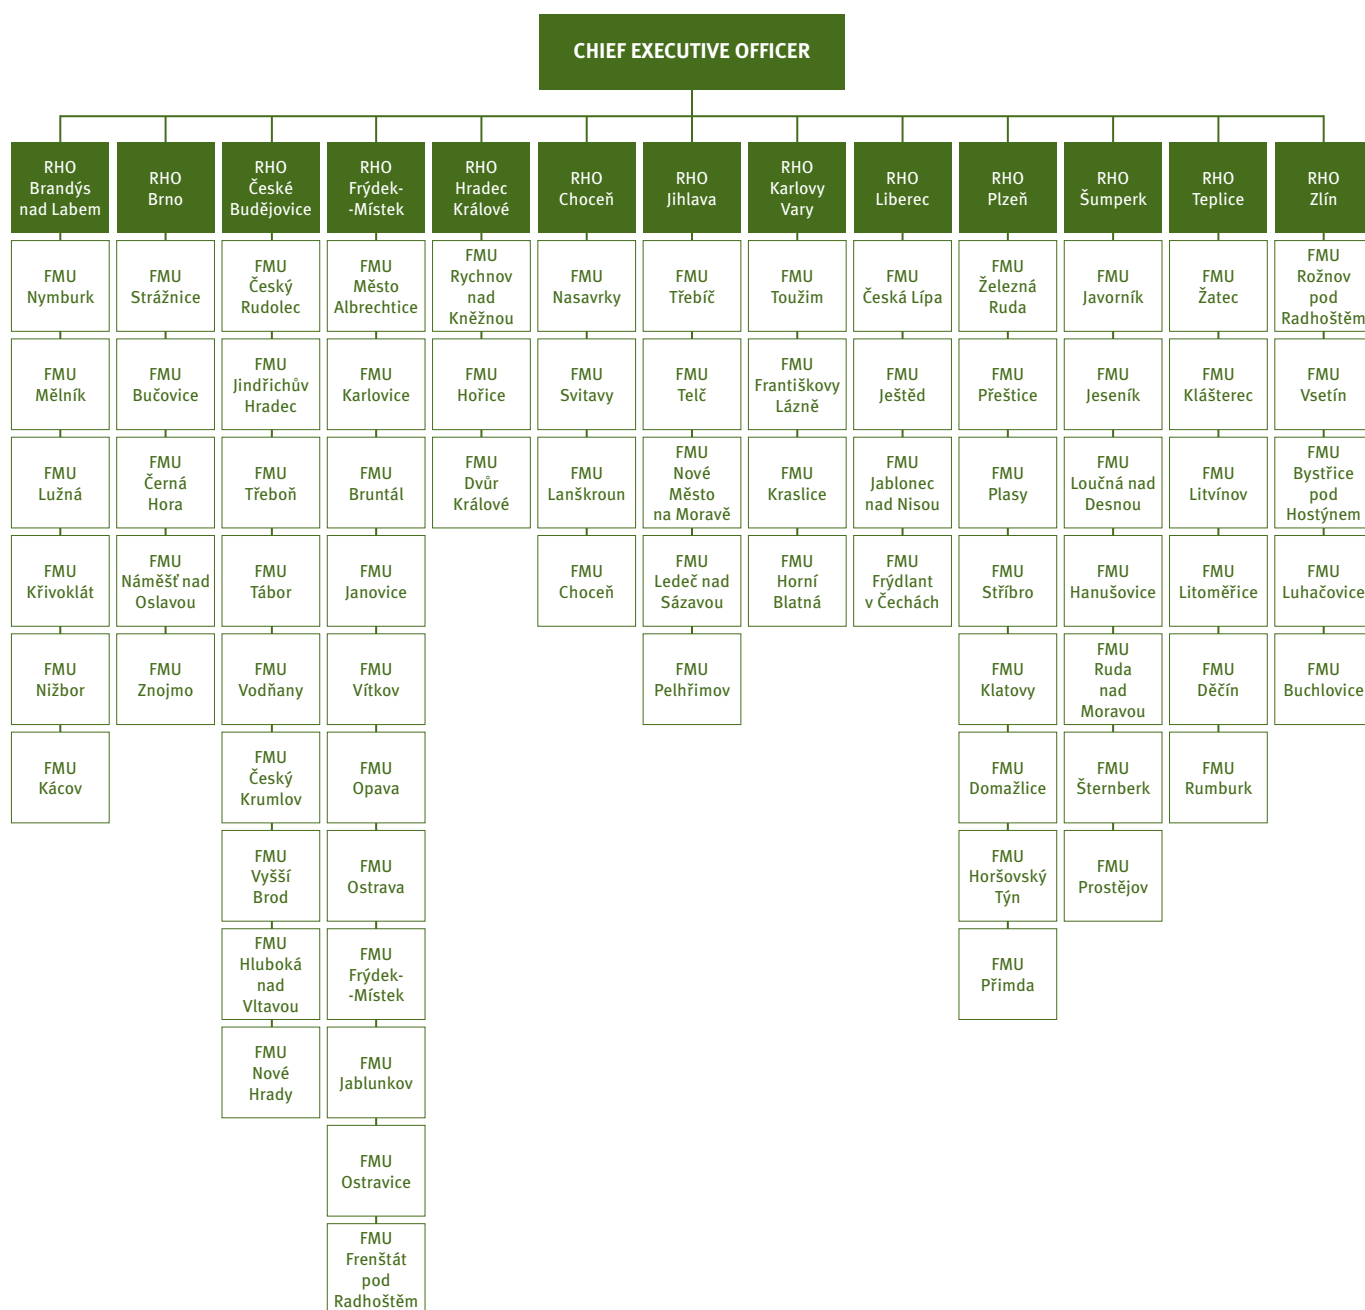 CHIEF EXECUTIVE OFFICER
RHO
Brandýs
nad Labem
FMU
Nymburk
FMU
Mělník
FMU
Lužná
FMU
Křivoklát
FMU
Nižbor
FMU
Kácov
RHO
Brno
FMU
Strážnice
FMU
Bučovice
FMU
Černá
Hora
FMU
Náměšť nad
Oslavou
FMU
Znojmo
RHO
České
Budějovice
FMU
Český
Rudolec
FMU
Jindřichův
Hradec
FMU
Třeboň
FMU
Tábor
FMU
Vodňany
FMU
Český
Krumlov
FMU
Vyšší
Brod
FMU
Hluboká
nad
Vltavou
FMU
Nové
Hrady
RHO
Frýdek-
-Místek
FMU
Město
Albrechtice
FMU
Karlovice
FMU
Bruntál
FMU
Janovice
FMU
Vítkov
FMU
Opava
FMU
Ostrava
FMU
Frýdek-
-Místek
FMU
Jablunkov
FMU
Ostravice
FMU
Frenštát
pod
Radhoštěm
RHO
Hradec
Králové
FMU
Rychnov
nad
Kněžnou
FMU
Hořice
FMU
Dvůr
Králové
RHO
Choceň
FMU
Nasavrky
FMU
Svitavy
FMU
Lanškroun
FMU
Choceň
RHO
Jihlava
FMU
Třebíč
FMU
Telč
FMU
Nové
Město
na Moravě
FMU
Ledeč nad
Sázavou
FMU
Pelhřimov
RHO
Karlovy
Vary
FMU
Toužim
FMU
Františkovy
Lázně
FMU
Kraslice
FMU
Horní
Blatná
RHO
Liberec
FMU
Česká Lípa
FMU
Ještěd
FMU
Jablonec
nad Nisou
FMU
Frýdlant
v Čechách
RHO
Plzeň
FMU
Železná
Ruda
FMU
Přeštice
FMU
Plasy
FMU
Stříbro
FMU
Klatovy
FMU
Domažlice
FMU
Horšovský
Týn
FMU
Přimda
RHO
Šumperk
FMU
Javorník
FMU
Jeseník
FMU
Loučná nad
Desnou
FMU
Hanušovice
FMU
Ruda
nad
Moravou
FMU
Šternberk
FMU
Prostějov
RHO
Teplice
FMU
Žatec
FMU
Klášterec
FMU
Litvínov
FMU
Litoměřice
FMU
Děčín
FMU
Rumburk
RHO
Zlín
FMU
Rožnov
pod
Radhoštěm
FMU
Vsetín
FMU
Bystřice
pod
Hostýnem
FMU
Luhačovice
FMU
Buchlovice